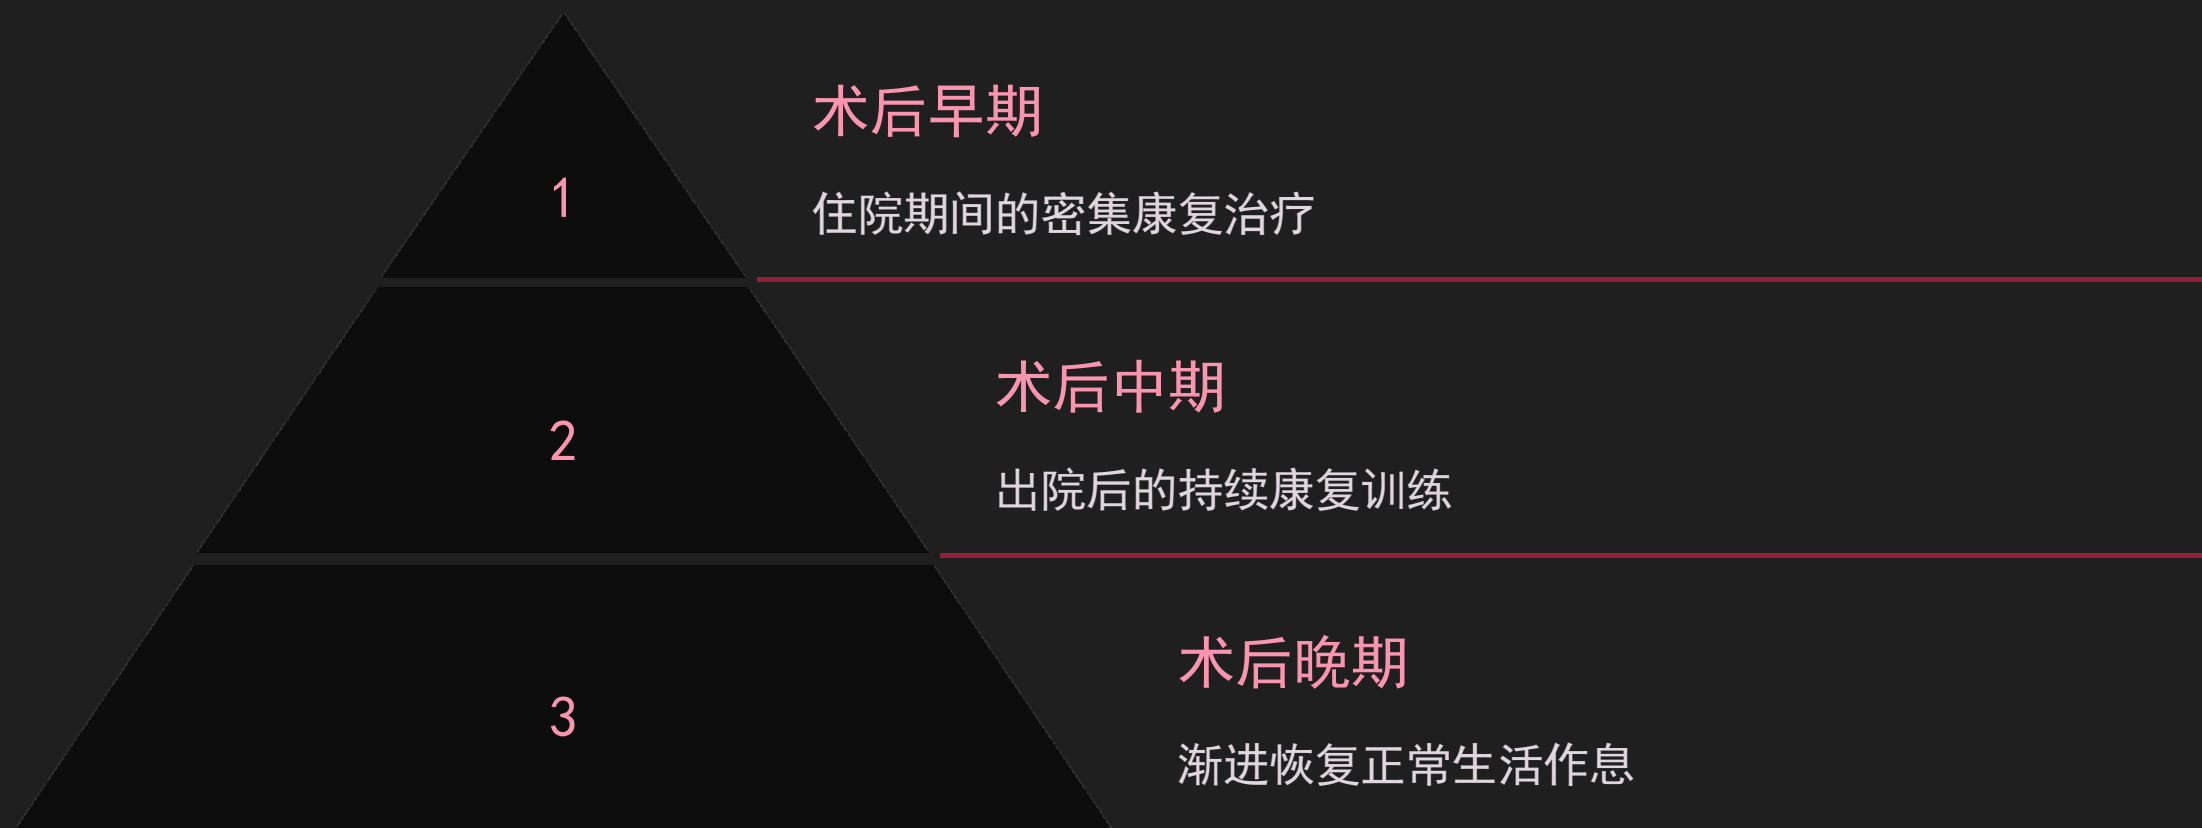 1
术后早期
住院期间的密集康复治疗
2
术后中期
出院后的持续康复训练
3
术后晚期
渐进恢复正常生活作息